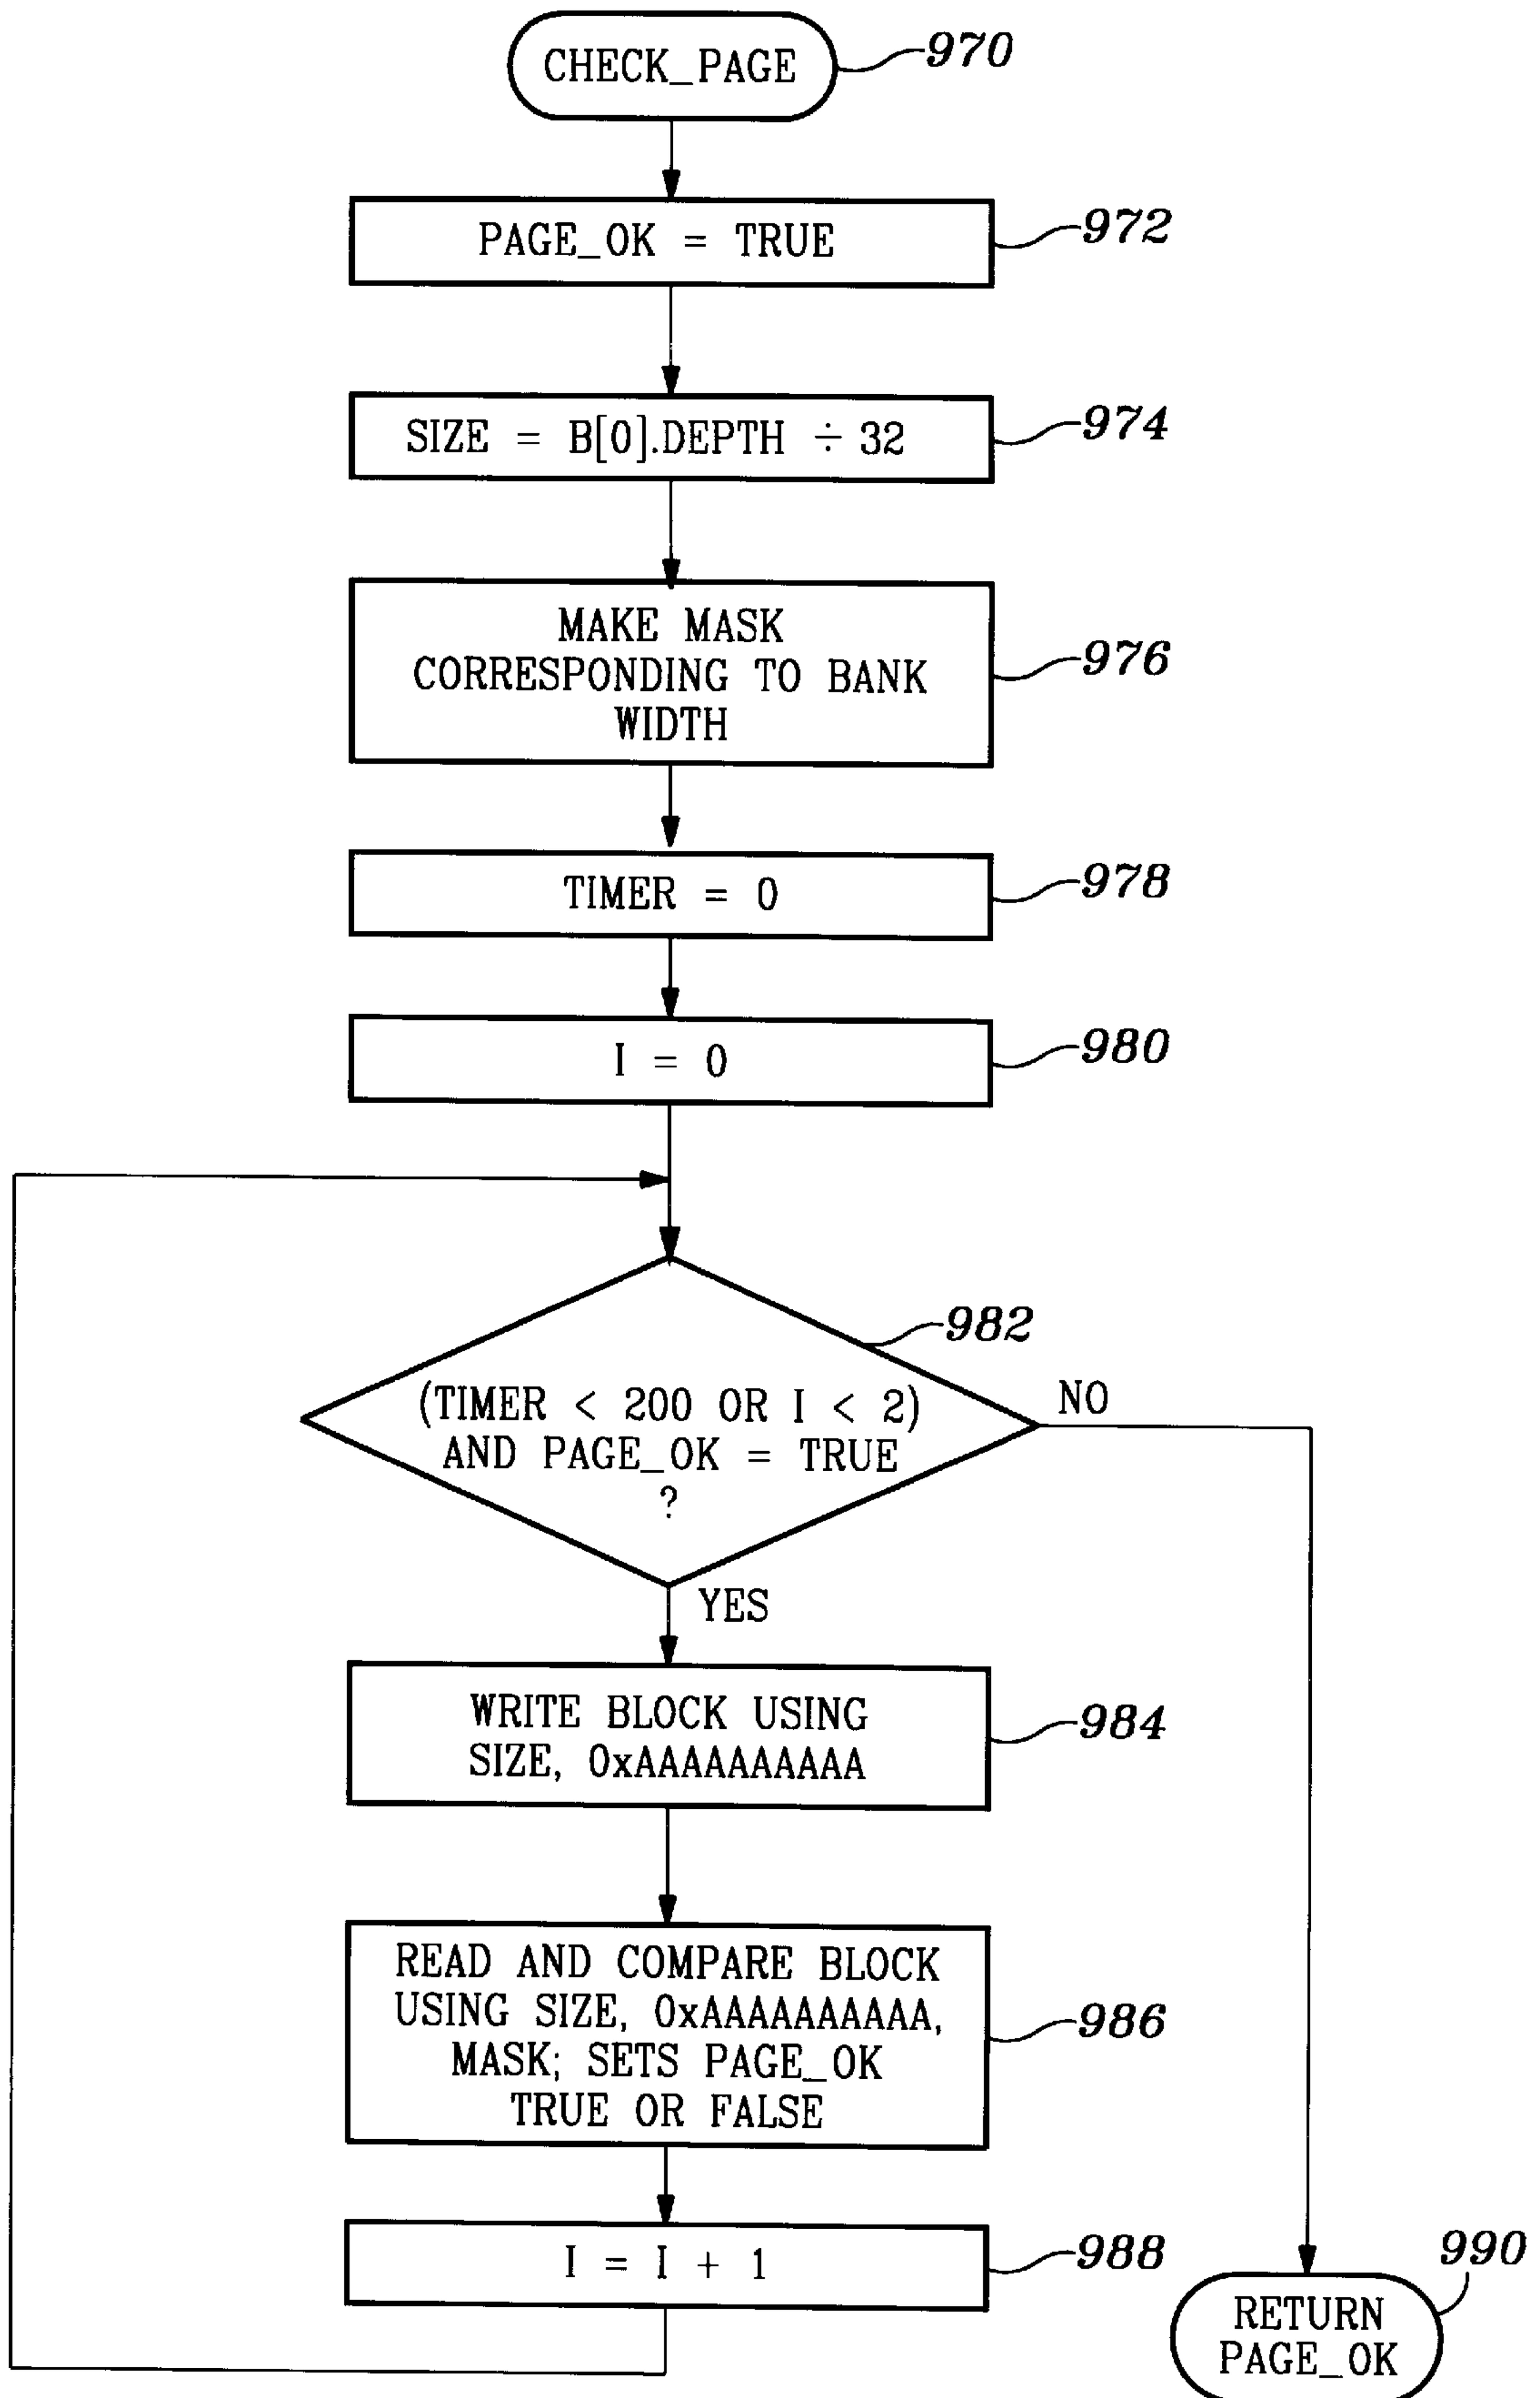 CHECK_PAGE
970
PAGE_OK = TRUE
972
SIZE = B[0].DEPTH ÷ 32
974
MAKE MASK
CORRESPONDING TO BANK
WIDTH
976
TIMER = 0
978
I = 0
980
982
(TIMER < 200 OR I < 2)
AND PAGE_OK = TRUE
?
NO
YES
WRITE BLOCK USING
SIZE, 0xAAAAAAAAAA
984
READ AND COMPARE BLOCK
USING SIZE, 0xAAAAAAAAAA,
MASK; SETS PAGE_OK
TRUE OR FALSE
986
I = I + 1
988
990
RETURN
PAGE_OK